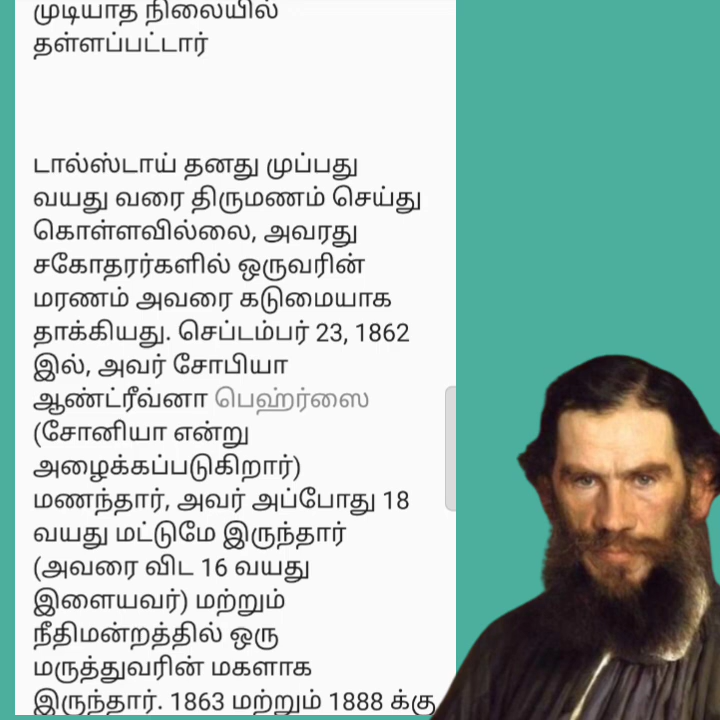 முடியாத நிலையில்
தள்ளப்பட்டார்
டால்ஸ்டாய் தனது முப்பது
வயது வரை திருமணம் செய்து
கொள்ளவில்லை, அவரது
சகோதரர்களில் ஒருவரின்
மரணம் அவரை கடுமையாக
தாக்கியது. செப்டம்பர் 23, 1862
இல், அவர் சோபியா
ஆண்ட்ரீவ்னா பெஹ்ர்ஸை
(சோனியா என்று
அழைக்கப்படுகிறார்)
மணந்தார், அவர் அப்போது 18
வயது மட்டுமே இருந்தார்
(அவரை விட 16 வயது
இளையவர்) மற்றும்
நீதிமன்றத்தில் ஒரு
மருத்துவரின் மகளாக
இருந்தார். 1863 மற்றும் 1888 க்கு